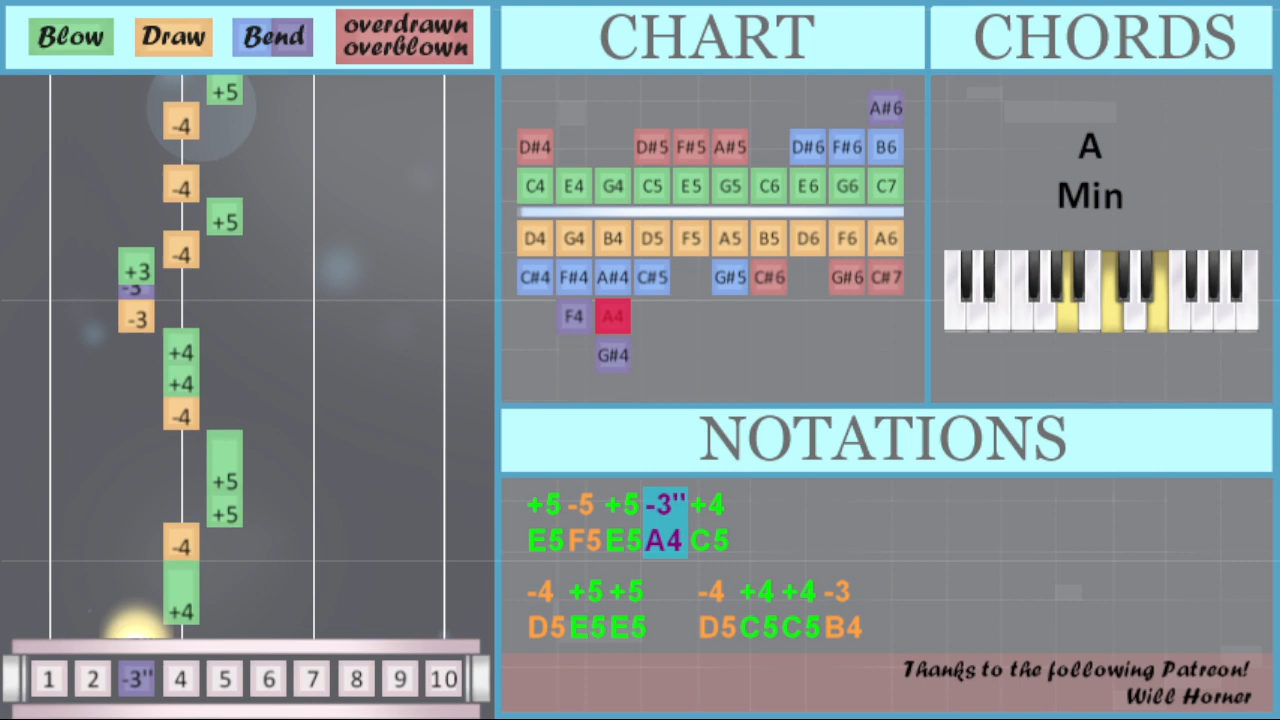 Blow Draw Bend overdrawn
overblown
CHART
CHORDS
+5
-4
-4
+5
-4
+3
-3
-3
+4
+4
-4
+5
+5
-4
+4
1 2 -3" 4 5 6 7 8 9 10
A#6
D#4 D#5 F#5 A#5 D#6 F#6 B6
C4 E4 G4 C5 E5 G5 C6 E6 G6 C7
D4 G4 B4 D5 F5 A5 B5 D6 F6 A6
C#4 F#4 A#4 C#5 G#5 C#6 G#6 C#7
F4 A4
G#4
A
Min
NOTATIONS
+5 -5 +5 -3" +4
E5 F5 E5 A4 C5
-4 +5 +5 -4 +4 +4 -3
D5 E5 E5 D5 C5 C5 B4
Thanks to the following Patreon!
Will Horner